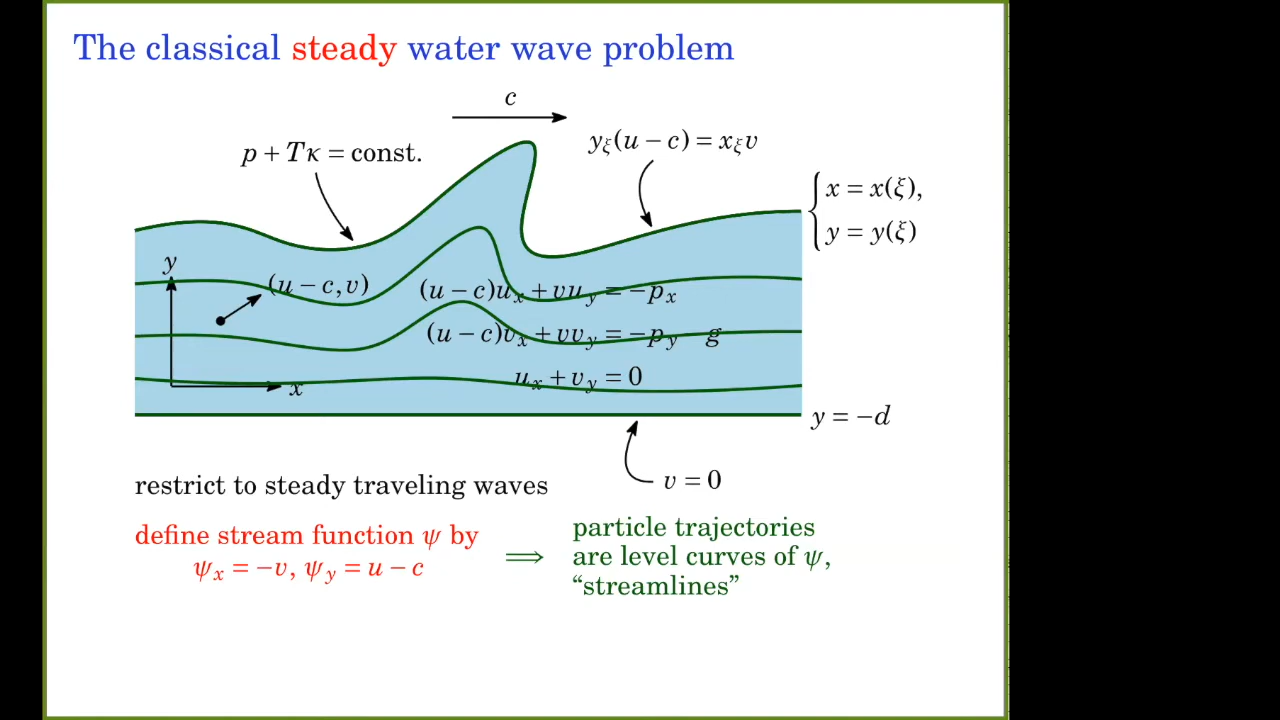 The classical steady water wave problem
c
p + Tκ = const.
y_ξ(u − c) = x_ξ v
x = x(ξ),
y = y(ξ)
y
(u − c, v)
(u − c)u_x + vu_y = −p_x
(u − c)v_x + vv_y = −p_y − g
u_x + v_y = 0
x
y = −d
v = 0
restrict to steady traveling waves
define stream function ψ by
ψ_x = −v, ψ_y = u − c
⟹
particle trajectories
are level curves of ψ,
“streamlines”